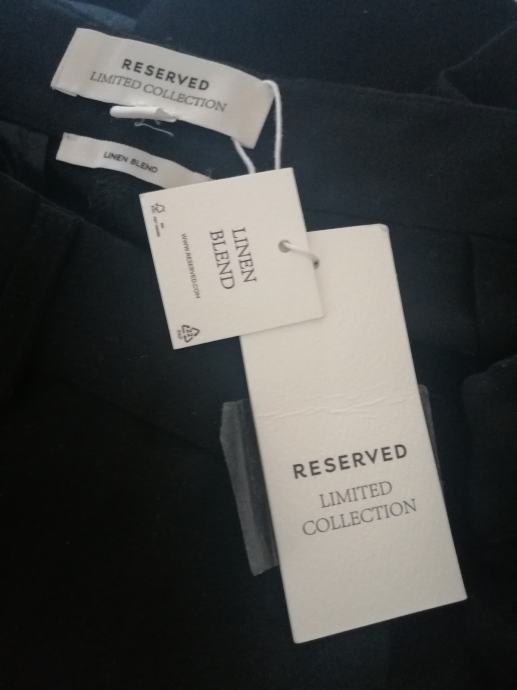 RESERVED
LIMITED COLLECTION
LINEN BLEND
LINEN
BLEND
WWW.RESERVED.COM
RESERVED
LIMITED
COLLECTION